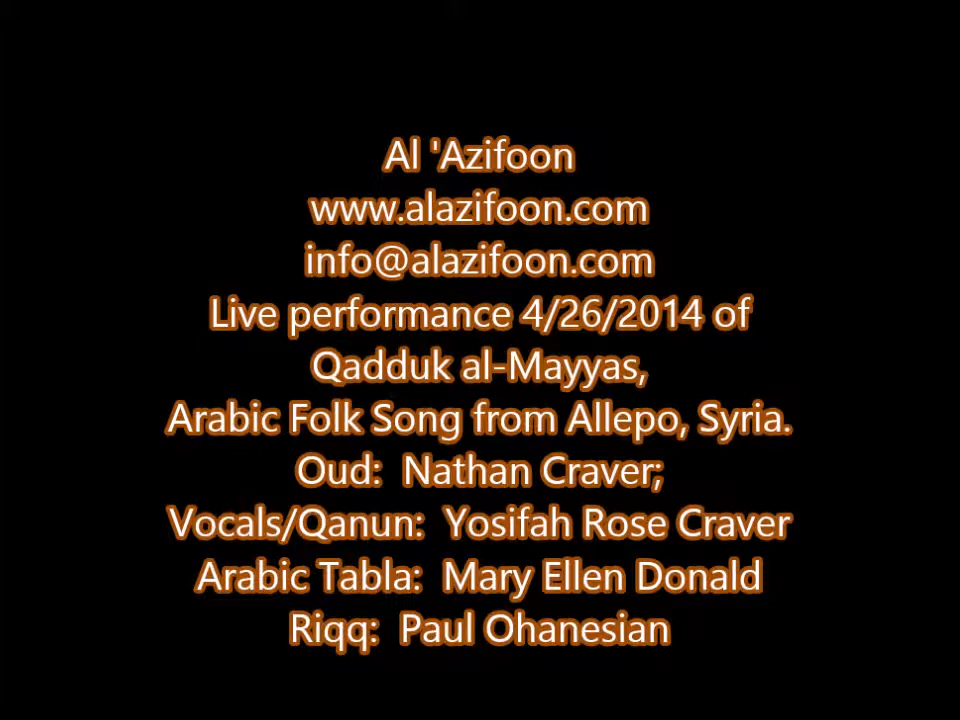 Al 'Azifoon
www.alazifoon.com
info@alazifoon.com
Live performance 4/26/2014 of
Qadduk al-Mayyas,
Arabic Folk Song from Allepo, Syria.
Oud:  Nathan Craver;
Vocals/Qanun:  Yosifah Rose Craver
Arabic Tabla:  Mary Ellen Donald
Riqq:  Paul Ohanesian